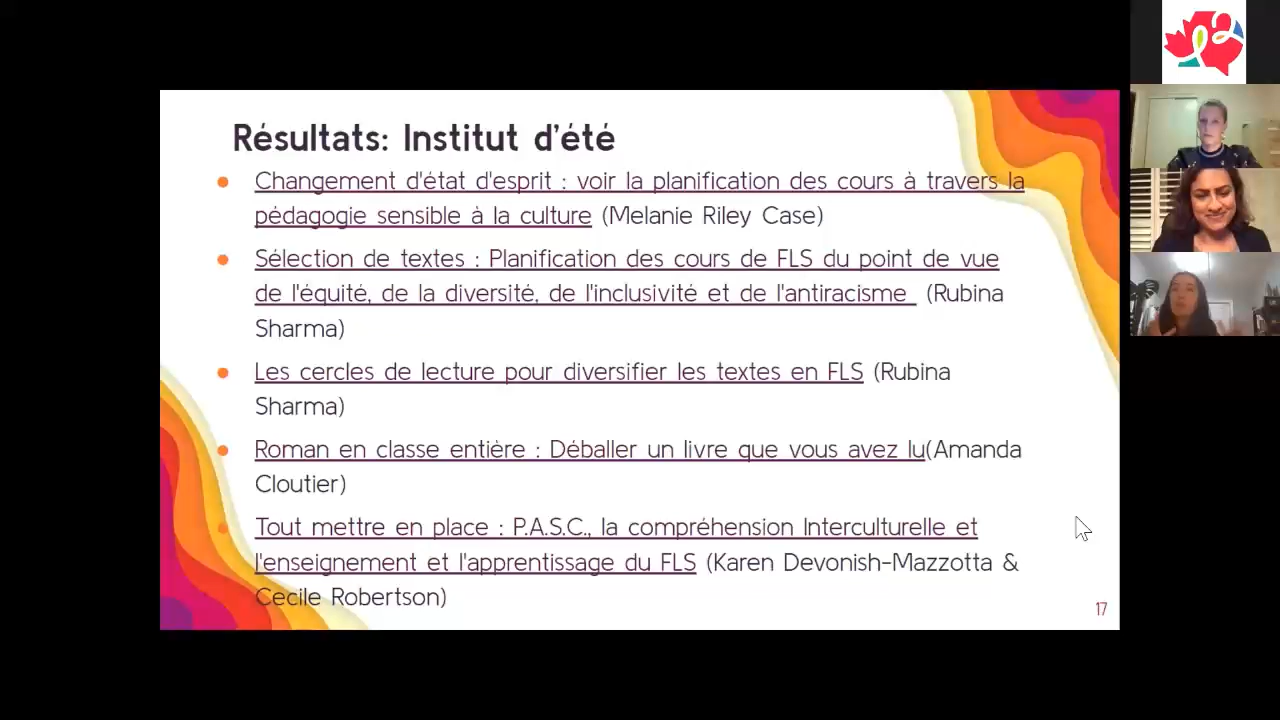 Résultats: Institut d'été
Changement d'état d'esprit : voir la planification des cours à travers la
pédagogie sensible à la culture (Melanie Riley Case)
Sélection de textes : Planification des cours de FLS du point de vue
de l'équité, de la diversité, de l'inclusivité et de l'antiracisme (Rubina
Sharma)
Les cercles de lecture pour diversifier les textes en FLS (Rubina
Sharma)
Roman en classe entière : Déballer un livre que vous avez lu(Amanda
Cloutier)
Tout mettre en place : P.A.S.C., la compréhension Interculturelle et
l'enseignement et l'apprentissage du FLS (Karen Devonish-Mazzotta &
Cecile Robertson)
17